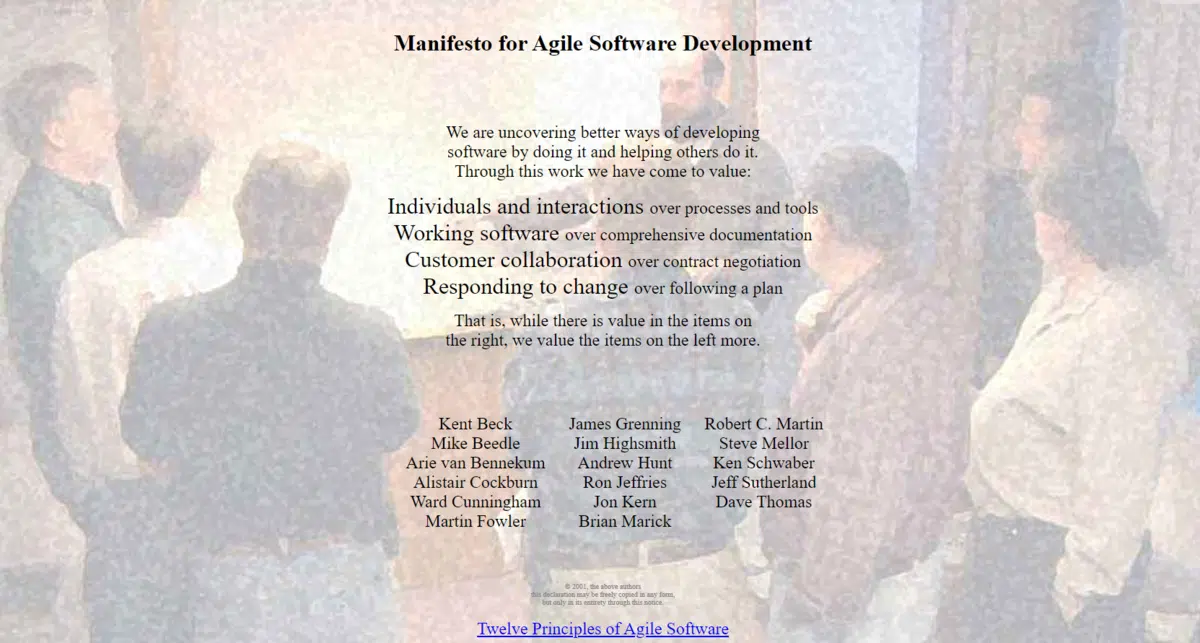 Manifesto for Agile Software Development
We are uncovering better ways of developing
software by doing it and helping others do it.
Through this work we have come to value:
Individuals and interactions over processes and tools
Working software over comprehensive documentation
Customer collaboration over contract negotiation
Responding to change over following a plan
That is, while there is value in the items on
the right, we value the items on the left more.
Kent Beck
Mike Beedle
Arie van Bennekum
Alistair Cockburn
Ward Cunningham
Martin Fowler
James Grenning
Jim Highsmith
Andrew Hunt
Ron Jeffries
Jon Kern
Brian Marick
Robert C. Martin
Steve Mellor
Ken Schwaber
Jeff Sutherland
Dave Thomas
© 2001, the above authors
this declaration may be freely copied in any form,
but only in its entirety through this notice.
Twelve Principles of Agile Software